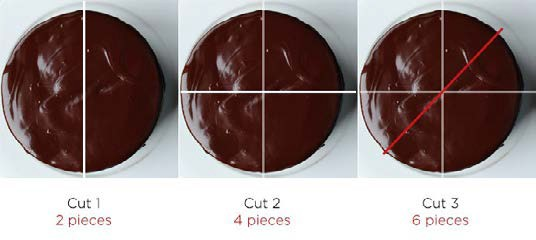 Cut 1
2 pieces
Cut 2
4 pieces
Cut 3
6 pieces